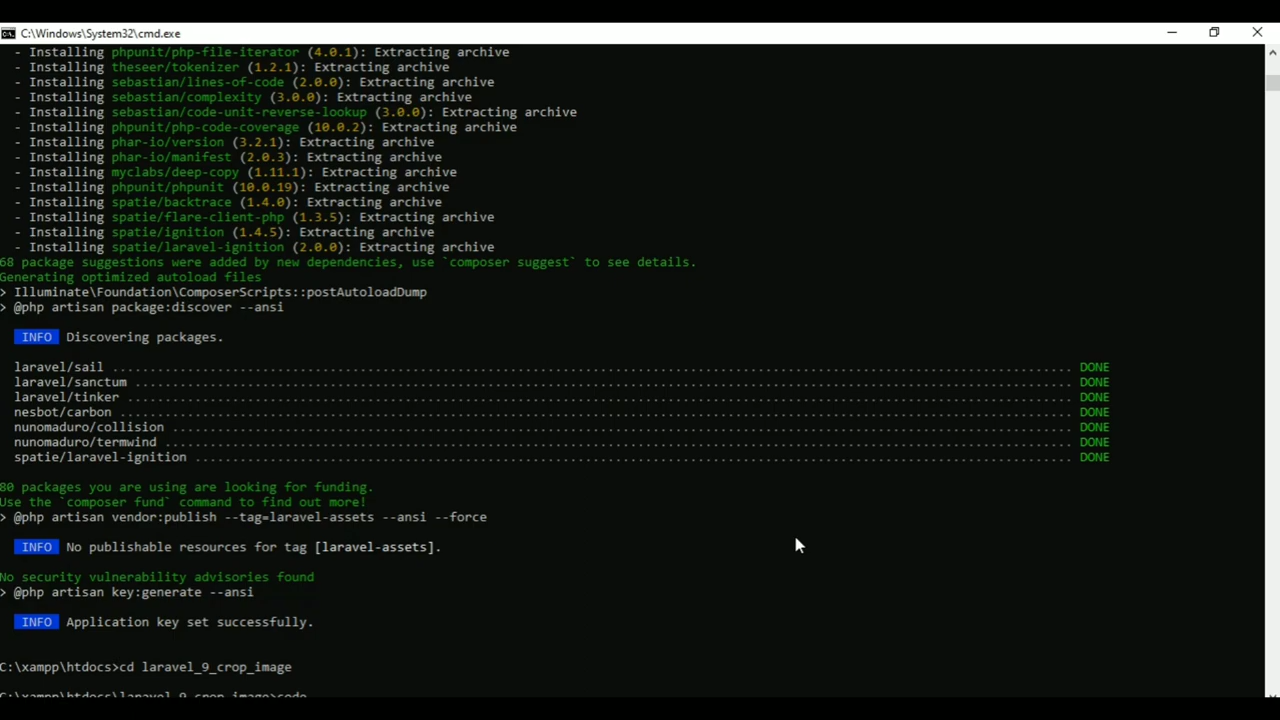 C:\Windows\System32\cmd.exe
- Installing phpunit/php-file-iterator (4.0.1): Extracting archive
- Installing theseer/tokenizer (1.2.1): Extracting archive
- Installing sebastian/lines-of-code (2.0.0): Extracting archive
- Installing sebastian/complexity (3.0.0): Extracting archive
- Installing sebastian/code-unit-reverse-lookup (3.0.0): Extracting archive
- Installing phpunit/php-code-coverage (10.0.2): Extracting archive
- Installing phar-io/version (3.2.1): Extracting archive
- Installing phar-io/manifest (2.0.3): Extracting archive
- Installing myclabs/deep-copy (1.11.1): Extracting archive
- Installing phpunit/phpunit (10.0.19): Extracting archive
- Installing spatie/backtrace (1.4.0): Extracting archive
- Installing spatie/flare-client-php (1.3.5): Extracting archive
- Installing spatie/ignition (1.4.5): Extracting archive
- Installing spatie/laravel-ignition (2.0.0): Extracting archive
68 package suggestions were added by new dependencies, use `composer suggest` to see details.
Generating optimized autoload files
> Illuminate\Foundation\ComposerScripts::postAutoloadDump
> @php artisan package:discover --ansi
INFO Discovering packages.
laravel/sail ................................................................................................................................ DONE
laravel/sanctum ............................................................................................................................. DONE
laravel/tinker .............................................................................................................................. DONE
nesbot/carbon ............................................................................................................................... DONE
nunomaduro/collision ........................................................................................................................ DONE
nunomaduro/termwind ......................................................................................................................... DONE
spatie/laravel-ignition ..................................................................................................................... DONE
80 packages you are using are looking for funding.
Use the `composer fund` command to find out more!
> @php artisan vendor:publish --tag=laravel-assets --ansi --force
INFO No publishable resources for tag [laravel-assets].
No security vulnerability advisories found
> @php artisan key:generate --ansi
INFO Application key set successfully.
C:\xampp\htdocs>cd laravel_9_crop_image
C:\xampp\htdocs\laravel_9_crop_image>code